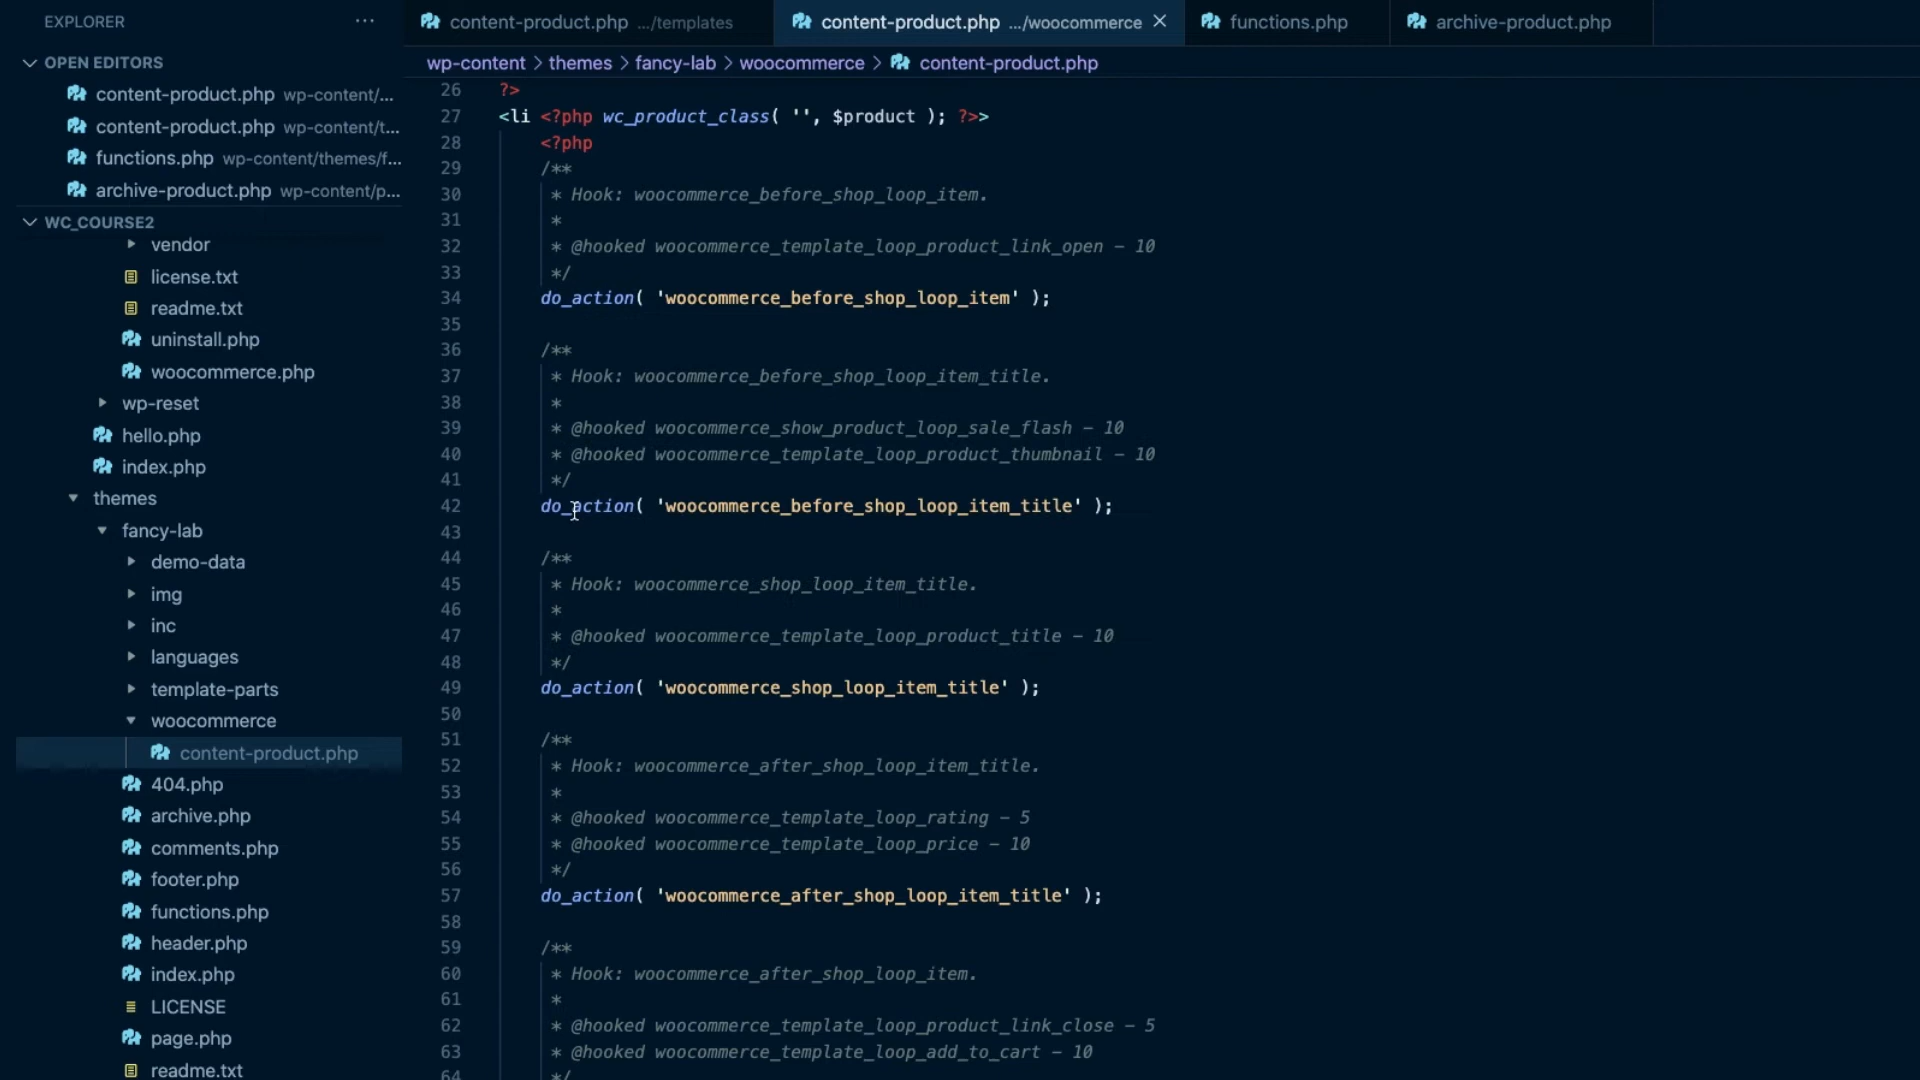 EXPLORER
OPEN EDITORS
content-product.php wp-content/...
content-product.php wp-content/t...
functions.php wp-content/themes/f...
archive-product.php wp-content/p...
WC_COURSE2
vendor
license.txt
readme.txt
uninstall.php
woocommerce.php
wp-reset
hello.php
index.php
themes
fancy-lab
demo-data
img
inc
languages
template-parts
woocommerce
content-product.php
404.php
archive.php
comments.php
footer.php
functions.php
header.php
index.php
LICENSE
page.php
readme.txt
content-product.php .../templates
content-product.php .../woocommerce
functions.php
archive-product.php
wp-content > themes > fancy-lab > woocommerce > content-product.php
26 ?>
27 <li <?php wc_product_class( '', $product ); ?>>
28 <?php
29 /**
30 * Hook: woocommerce_before_shop_loop_item.
31 *
32 * @hooked woocommerce_template_loop_product_link_open - 10
33 */
34 do_action( 'woocommerce_before_shop_loop_item' );
35
36 /**
37 * Hook: woocommerce_before_shop_loop_item_title.
38 *
39 * @hooked woocommerce_show_product_loop_sale_flash - 10
40 * @hooked woocommerce_template_loop_product_thumbnail - 10
41 */
42 do_action( 'woocommerce_before_shop_loop_item_title' );
43
44 /**
45 * Hook: woocommerce_shop_loop_item_title.
46 *
47 * @hooked woocommerce_template_loop_product_title - 10
48 */
49 do_action( 'woocommerce_shop_loop_item_title' );
50
51 /**
52 * Hook: woocommerce_after_shop_loop_item_title.
53 *
54 * @hooked woocommerce_template_loop_rating - 5
55 * @hooked woocommerce_template_loop_price - 10
56 */
57 do_action( 'woocommerce_after_shop_loop_item_title' );
58
59 /**
60 * Hook: woocommerce_after_shop_loop_item.
61 *
62 * @hooked woocommerce_template_loop_product_link_close - 5
63 * @hooked woocommerce_template_loop_add_to_cart - 10
64 */